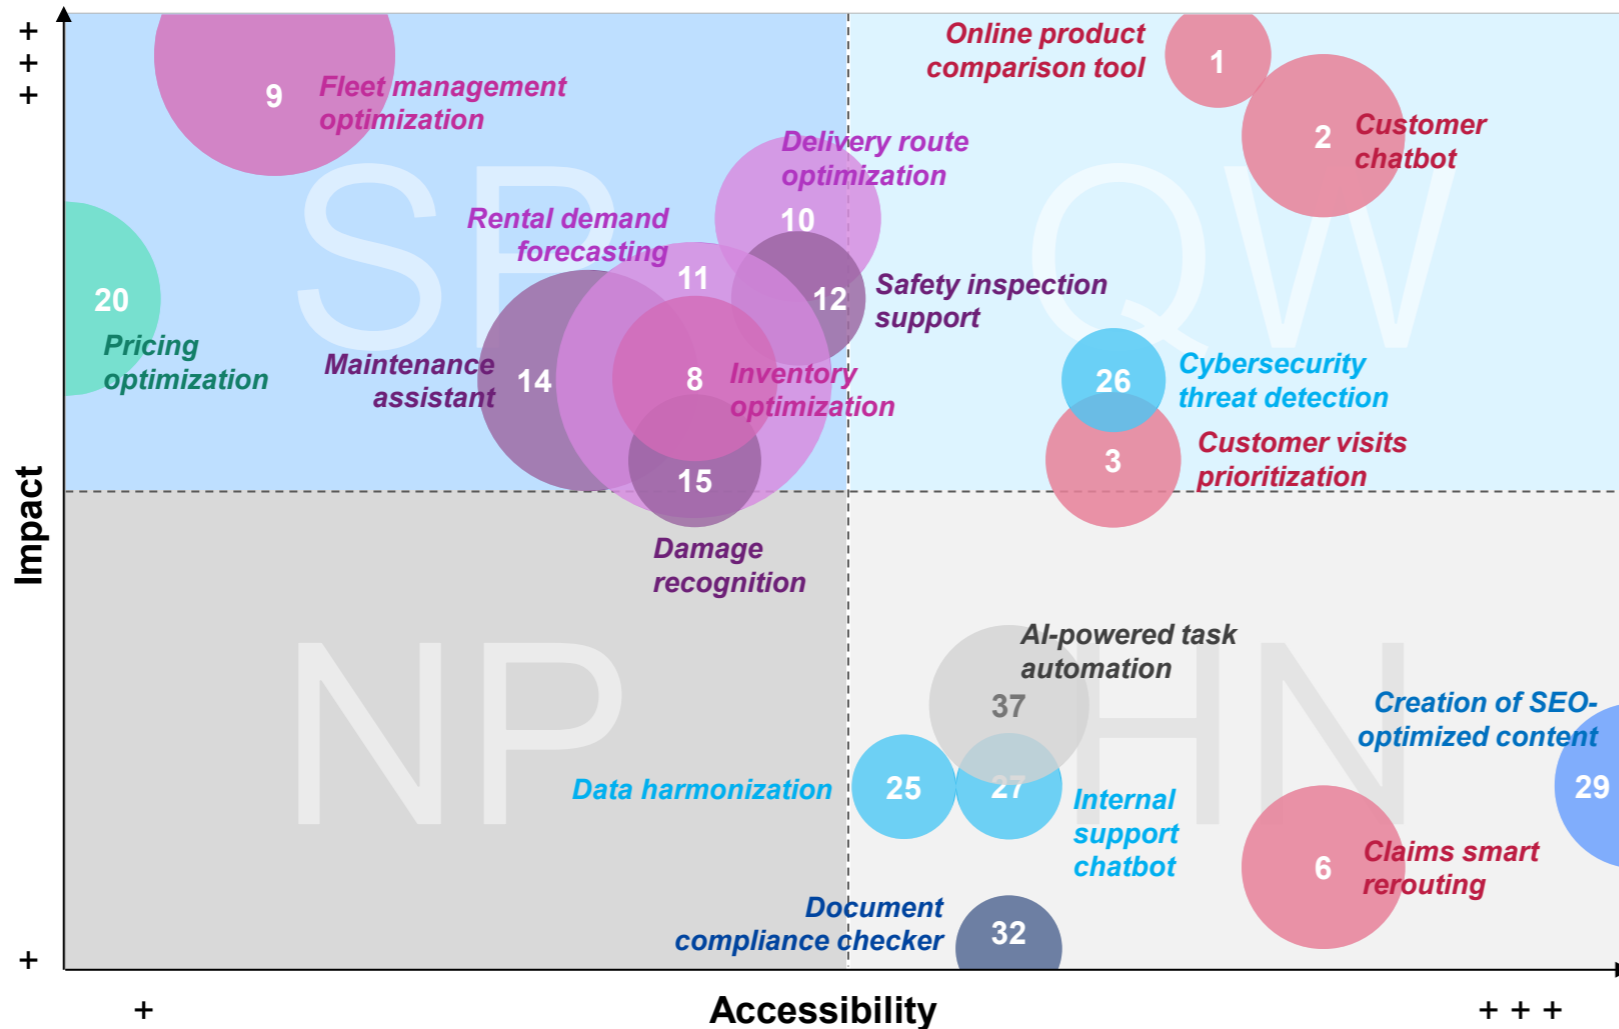 +
+
+
Online product
comparison tool
1
9
Fleet management
optimization
2
Customer
chatbot
Delivery route
optimization
SP
QW
10
Rental demand
forecasting
11
12
Safety inspection
support
20
Pricing
optimization
Maintenance
assistant
14
8
Inventory
optimization
26
Cybersecurity
threat detection
3
Customer visits
prioritization
15
Impact
Damage
recognition
AI-powered task
automation
NP
HN
37
Creation of SEO-
optimized content
Data harmonization
25
27
29
Internal
support
chatbot
6
Claims smart
rerouting
Document
compliance checker
32
+
+
Accessibility
+ + +